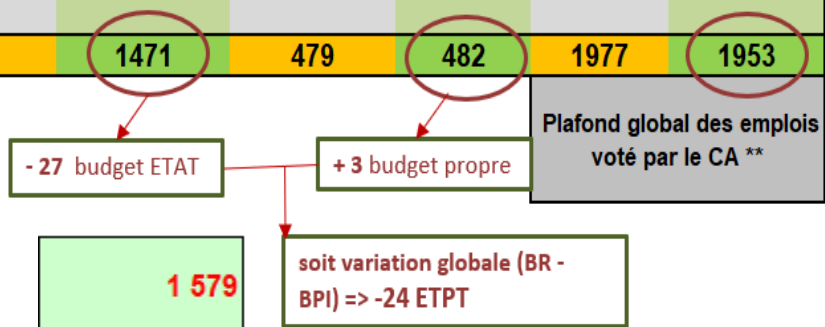 1471 479 482 1977 1953
Plafond global des emplois
voté par le CA **
- 27 budget ETAT
+ 3 budget propre
soit variation globale (BR -
BPI) => -24 ETPT
1 579